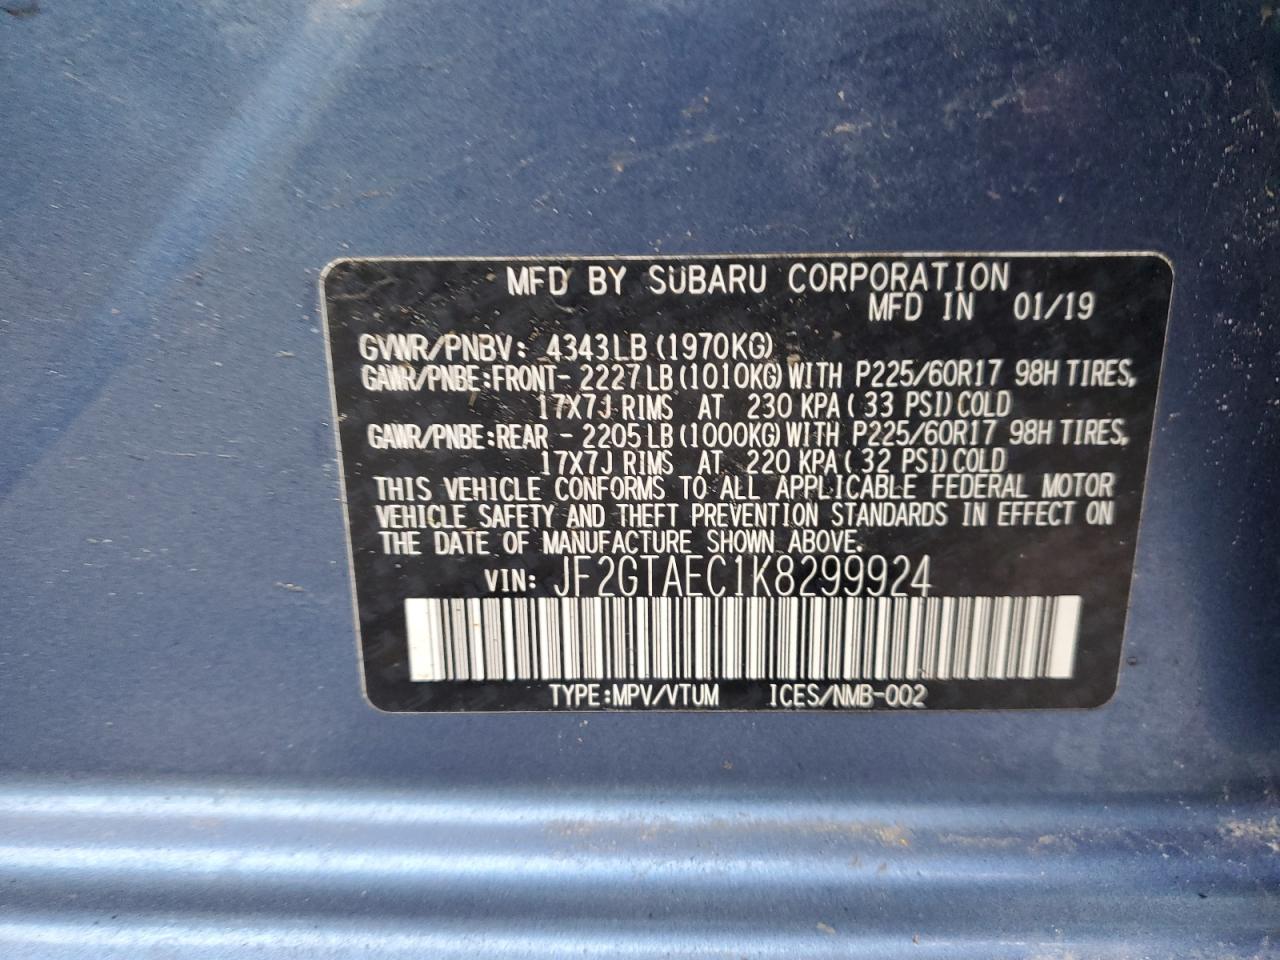 MFD BY SUBARU CORPORATION
MFD IN 01/19
GVWR/PNBV: 4343LB (1970KG)
GAWR/PNBE:FRONT- 2227LB(1010KG)WITH P225/60R17 98H TIRES,
17X7J RIMS AT 230 KPA( 33 PSI)COLD
GAWR/PNBE:REAR - 2205LB(1000KG)WITH P225/60R17 98H TIRES,
17X7J RIMS AT 220 KPA( 32 PSI)COLD
THIS VEHICLE CONFORMS TO ALL APPLICABLE FEDERAL MOTOR
VEHICLE SAFETY AND THEFT PREVENTION STANDARDS IN EFFECT ON
THE DATE OF MANUFACTURE SHOWN ABOVE.
VIN: JF2GTAEC1K8299924
TYPE:MPV/VTUM ICES/NMB-002